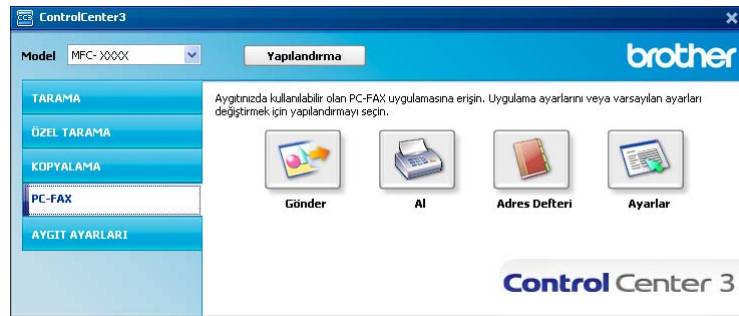 ControlCenter3
Model MFC-XXXX Yapılandırma brother
TARAMA
ÖZEL TARAMA
KOPYALAMA
PC-FAX
AYGIT AYARLARI
Aygıtınızda kullanılabilir olan PC-FAX uygulamasına erişin. Uygulama ayarlarını veya varsayılan ayarları
değiştirmek için yapılandırmayı seçin.
Gönder Al Adres Defteri Ayarlar
Control Center 3